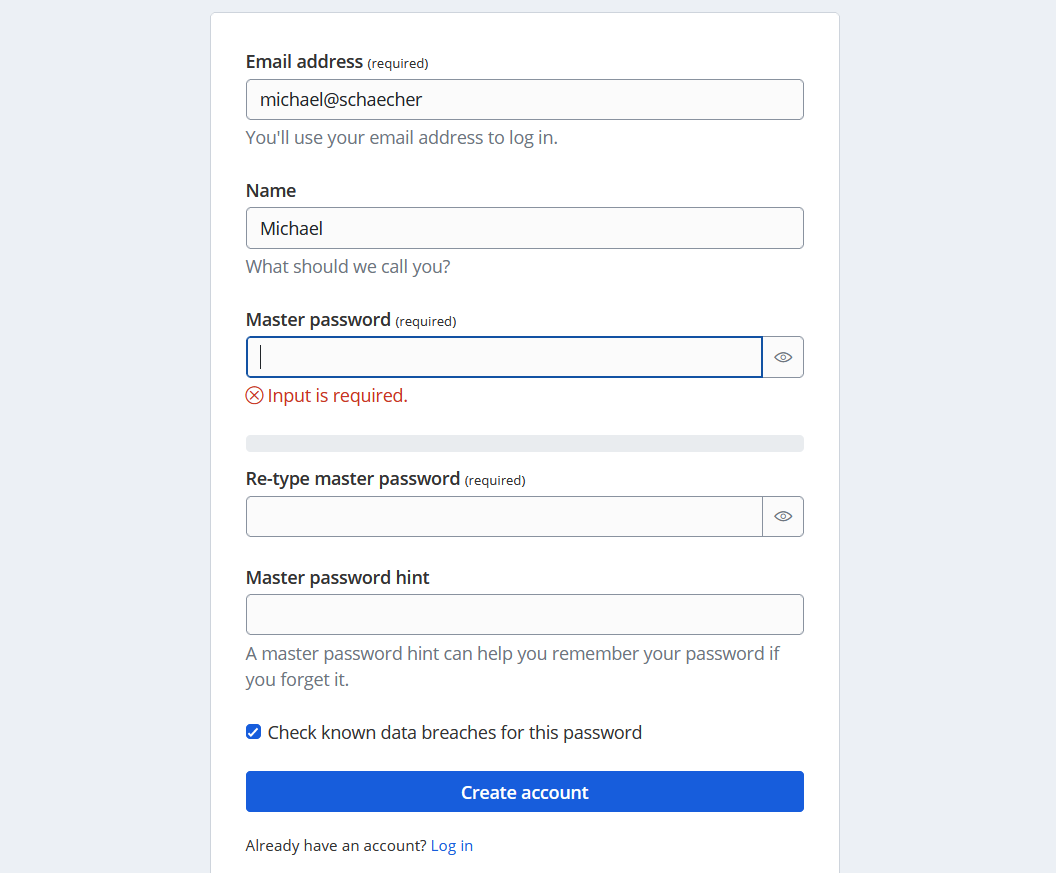 Email address (required)
michael@schaecher
You'll use your email address to log in.
Name
Michael
What should we call you?
Master password (required)
Input is required.
Re-type master password (required)
Master password hint
A master password hint can help you remember your password if
you forget it.
Check known data breaches for this password
Create account
Already have an account? Log in